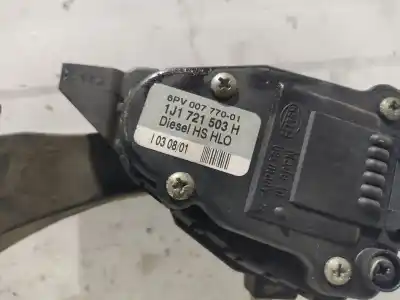 6PV 007 770-01
1J1 721 503 H
Diesel HS HLO
I 03 08 01